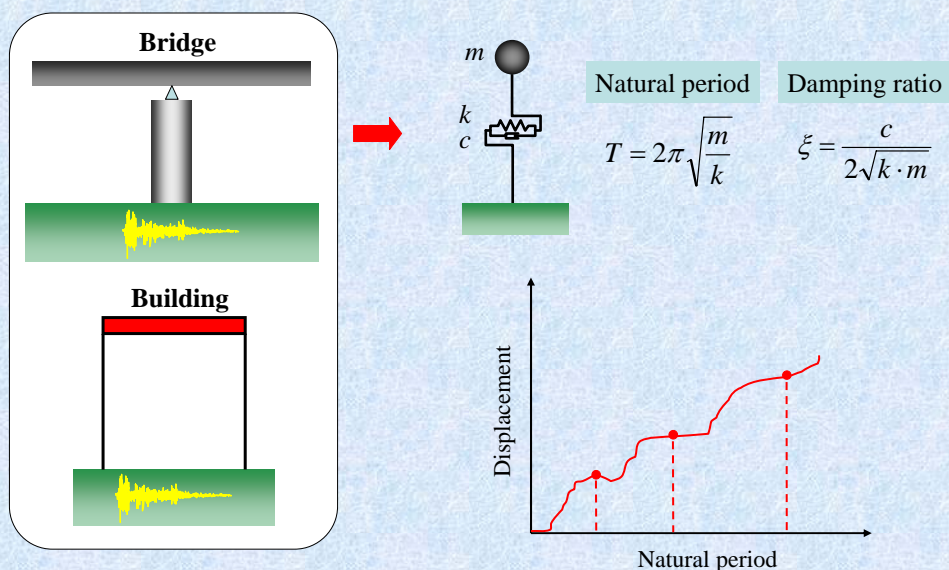 Bridge
Building
m
k
c
Natural period
T = 2π√(m/k)
Damping ratio
ξ = c/(2√(k·m))
Displacement
Natural period